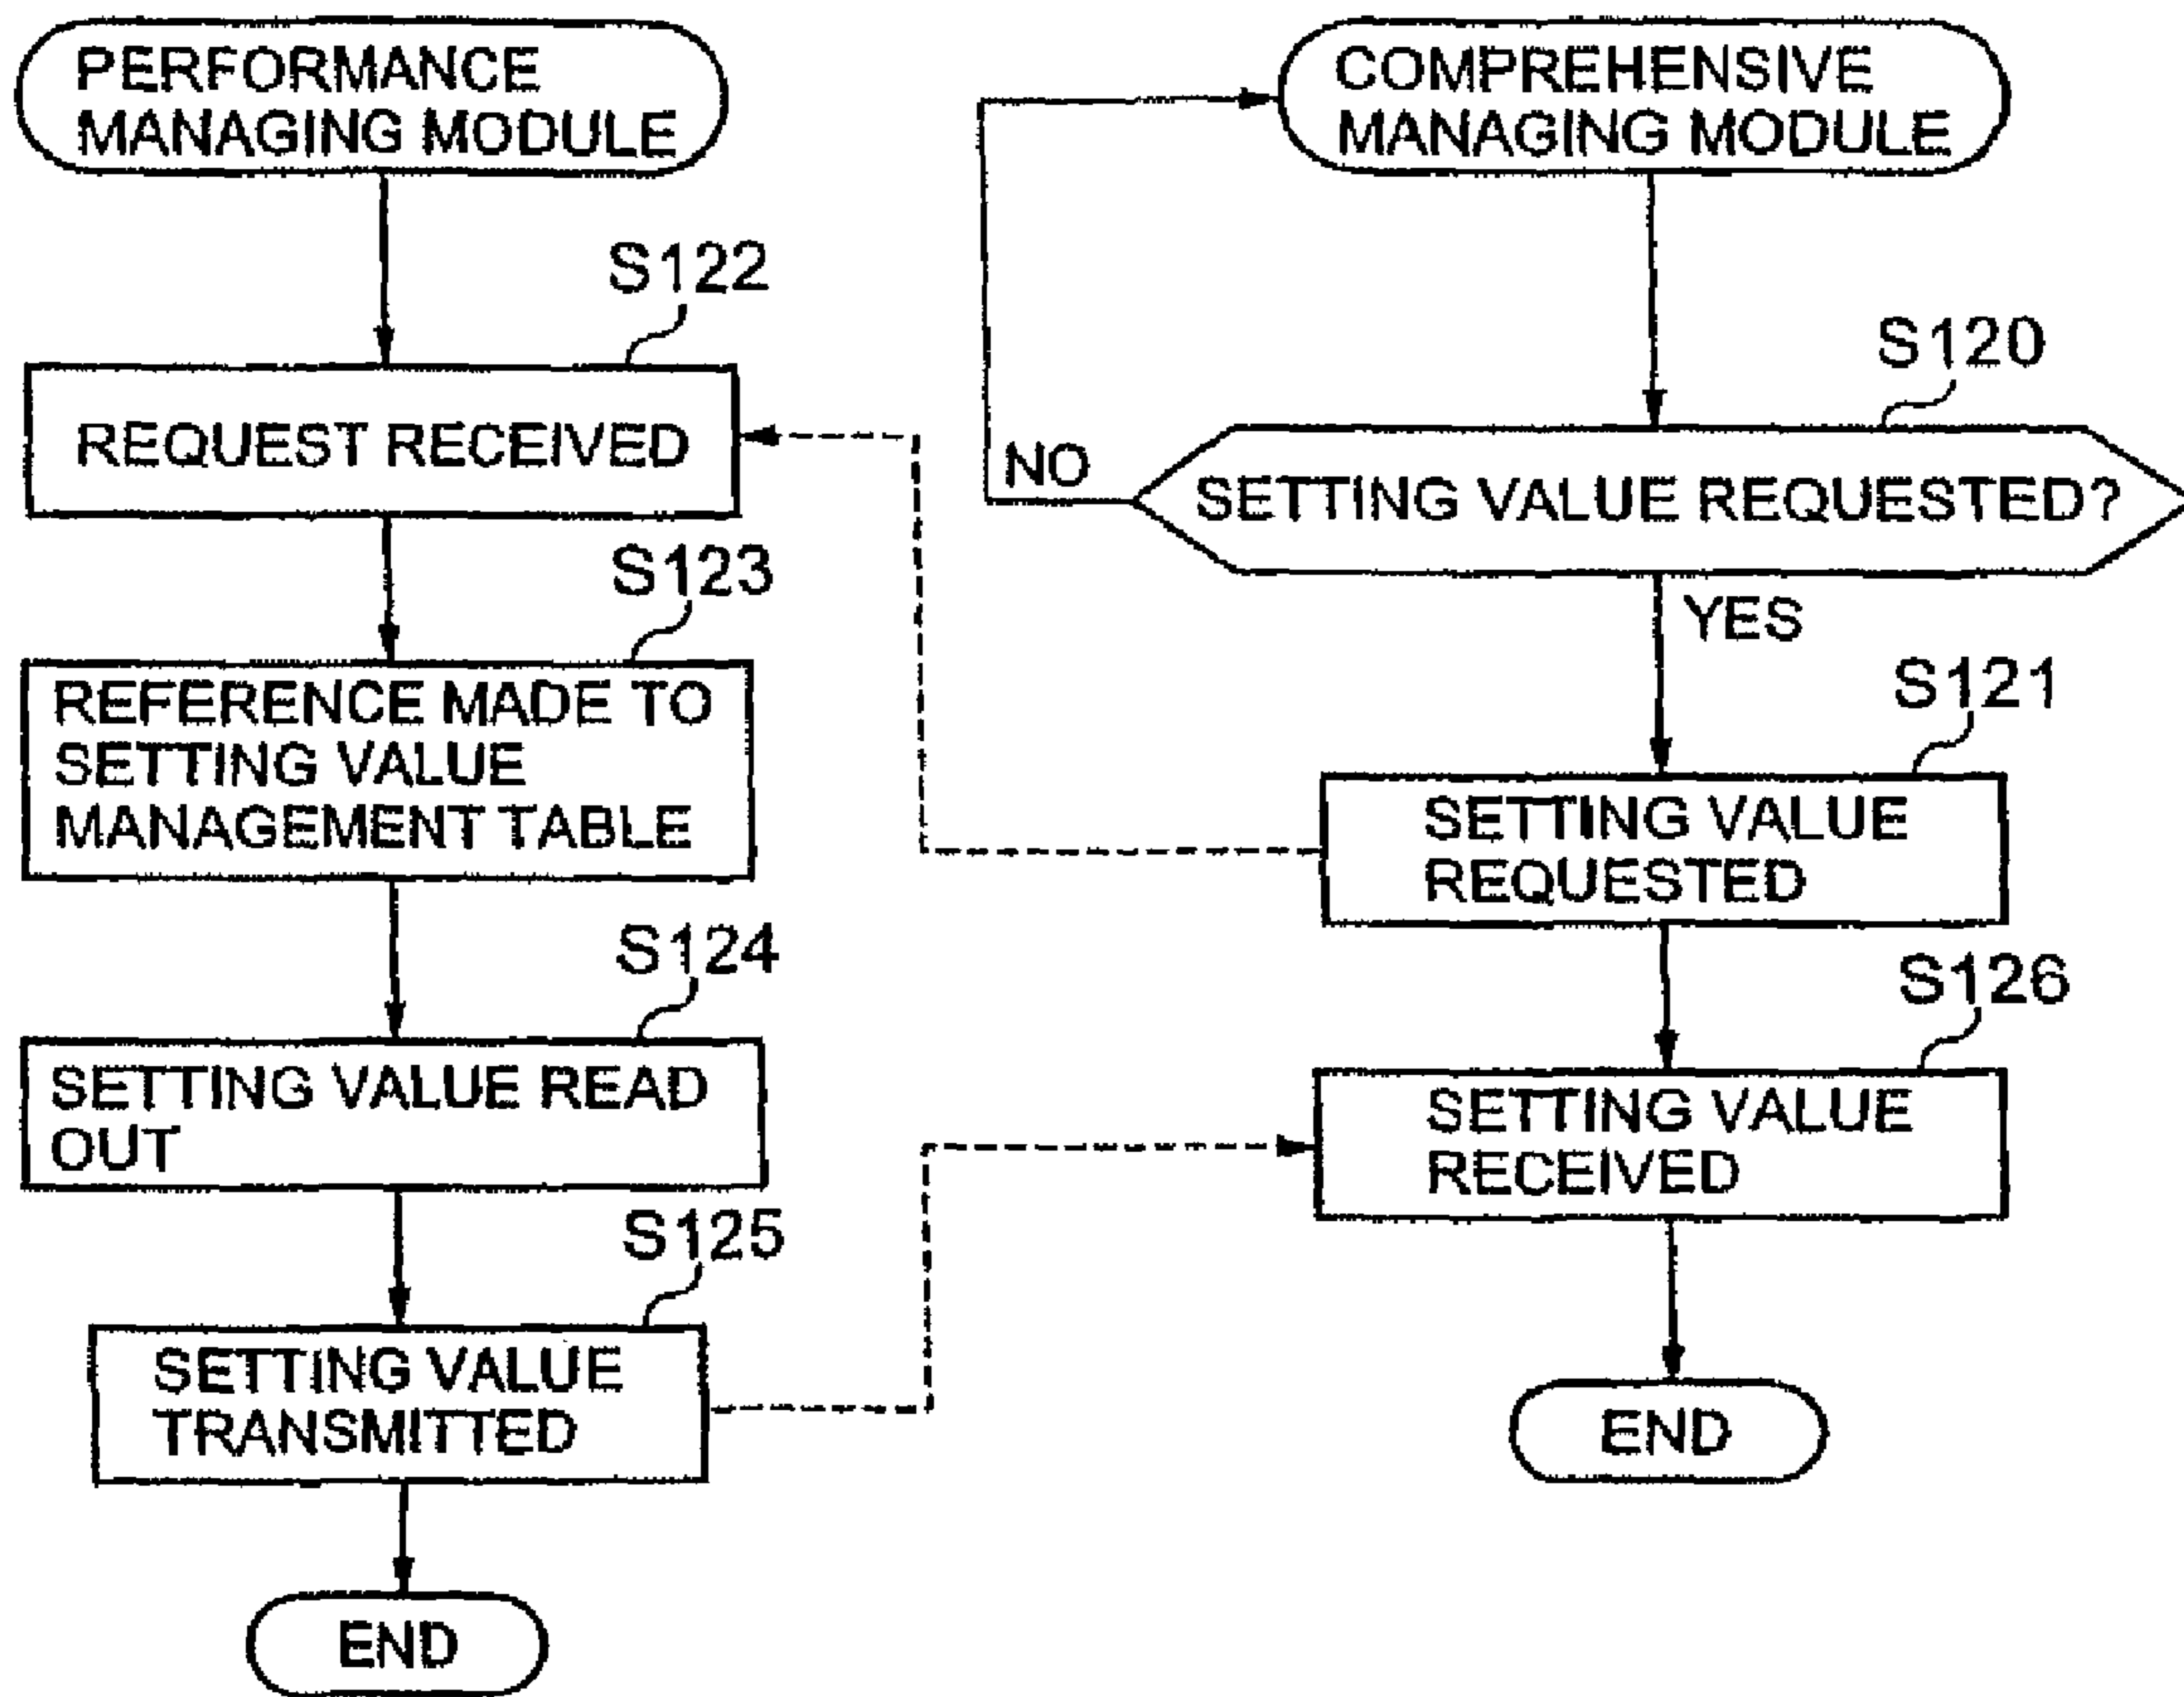 PERFORMANCE
MANAGING MODULE
S122
REQUEST RECEIVED
S123
REFERENCE MADE TO
SETTING VALUE
MANAGEMENT TABLE
S124
SETTING VALUE READ
OUT
S125
SETTING VALUE
TRANSMITTED
END
COMPREHENSIVE
MANAGING MODULE
S120
NO
SETTING VALUE REQUESTED?
YES
S121
SETTING VALUE
REQUESTED
S126
SETTING VALUE
RECEIVED
END